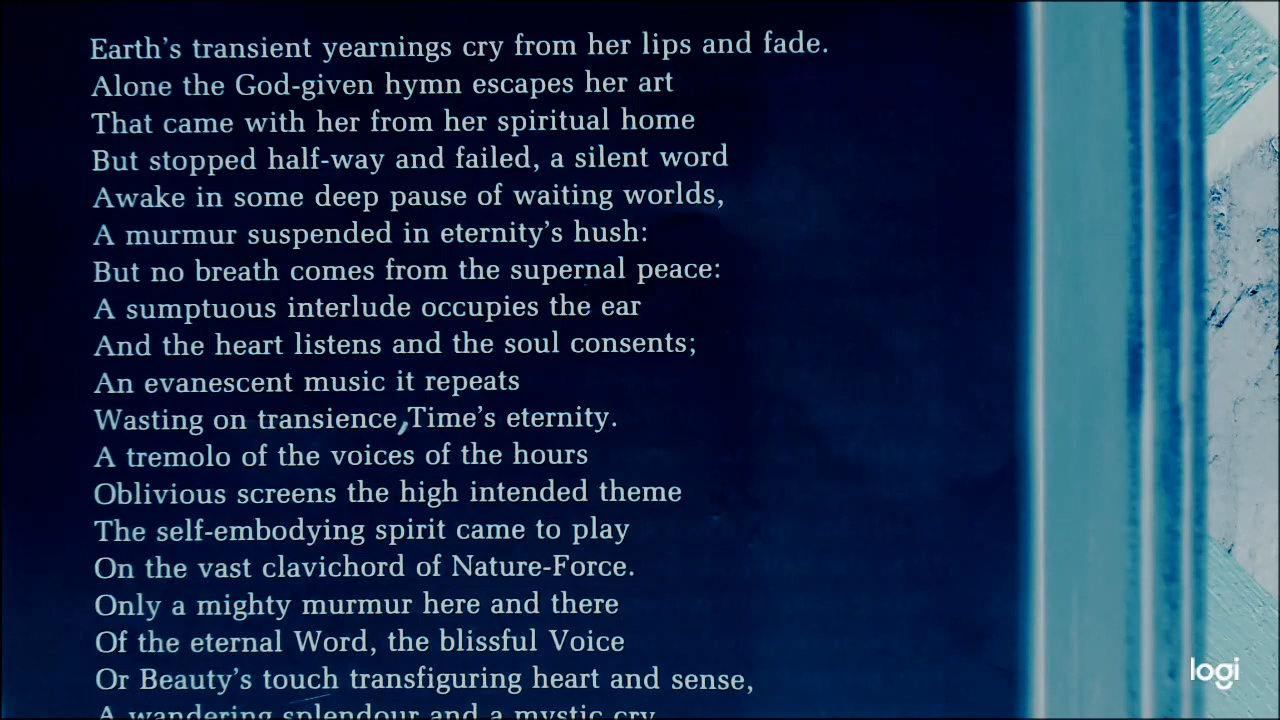 Earth's transient yearnings cry from her lips and fade.
Alone the God-given hymn escapes her art
That came with her from her spiritual home
But stopped half-way and failed, a silent word
Awake in some deep pause of waiting worlds,
A murmur suspended in eternity's hush:
But no breath comes from the supernal peace:
A sumptuous interlude occupies the ear
And the heart listens and the soul consents;
An evanescent music it repeats
Wasting on transience, Time's eternity.
A tremolo of the voices of the hours
Oblivious screens the high intended theme
The self-embodying spirit came to play
On the vast clavichord of Nature-Force.
Only a mighty murmur here and there
Of the eternal Word, the blissful Voice
Or Beauty's touch transfiguring heart and sense,
A wandering splendour and a mystic cry
logi